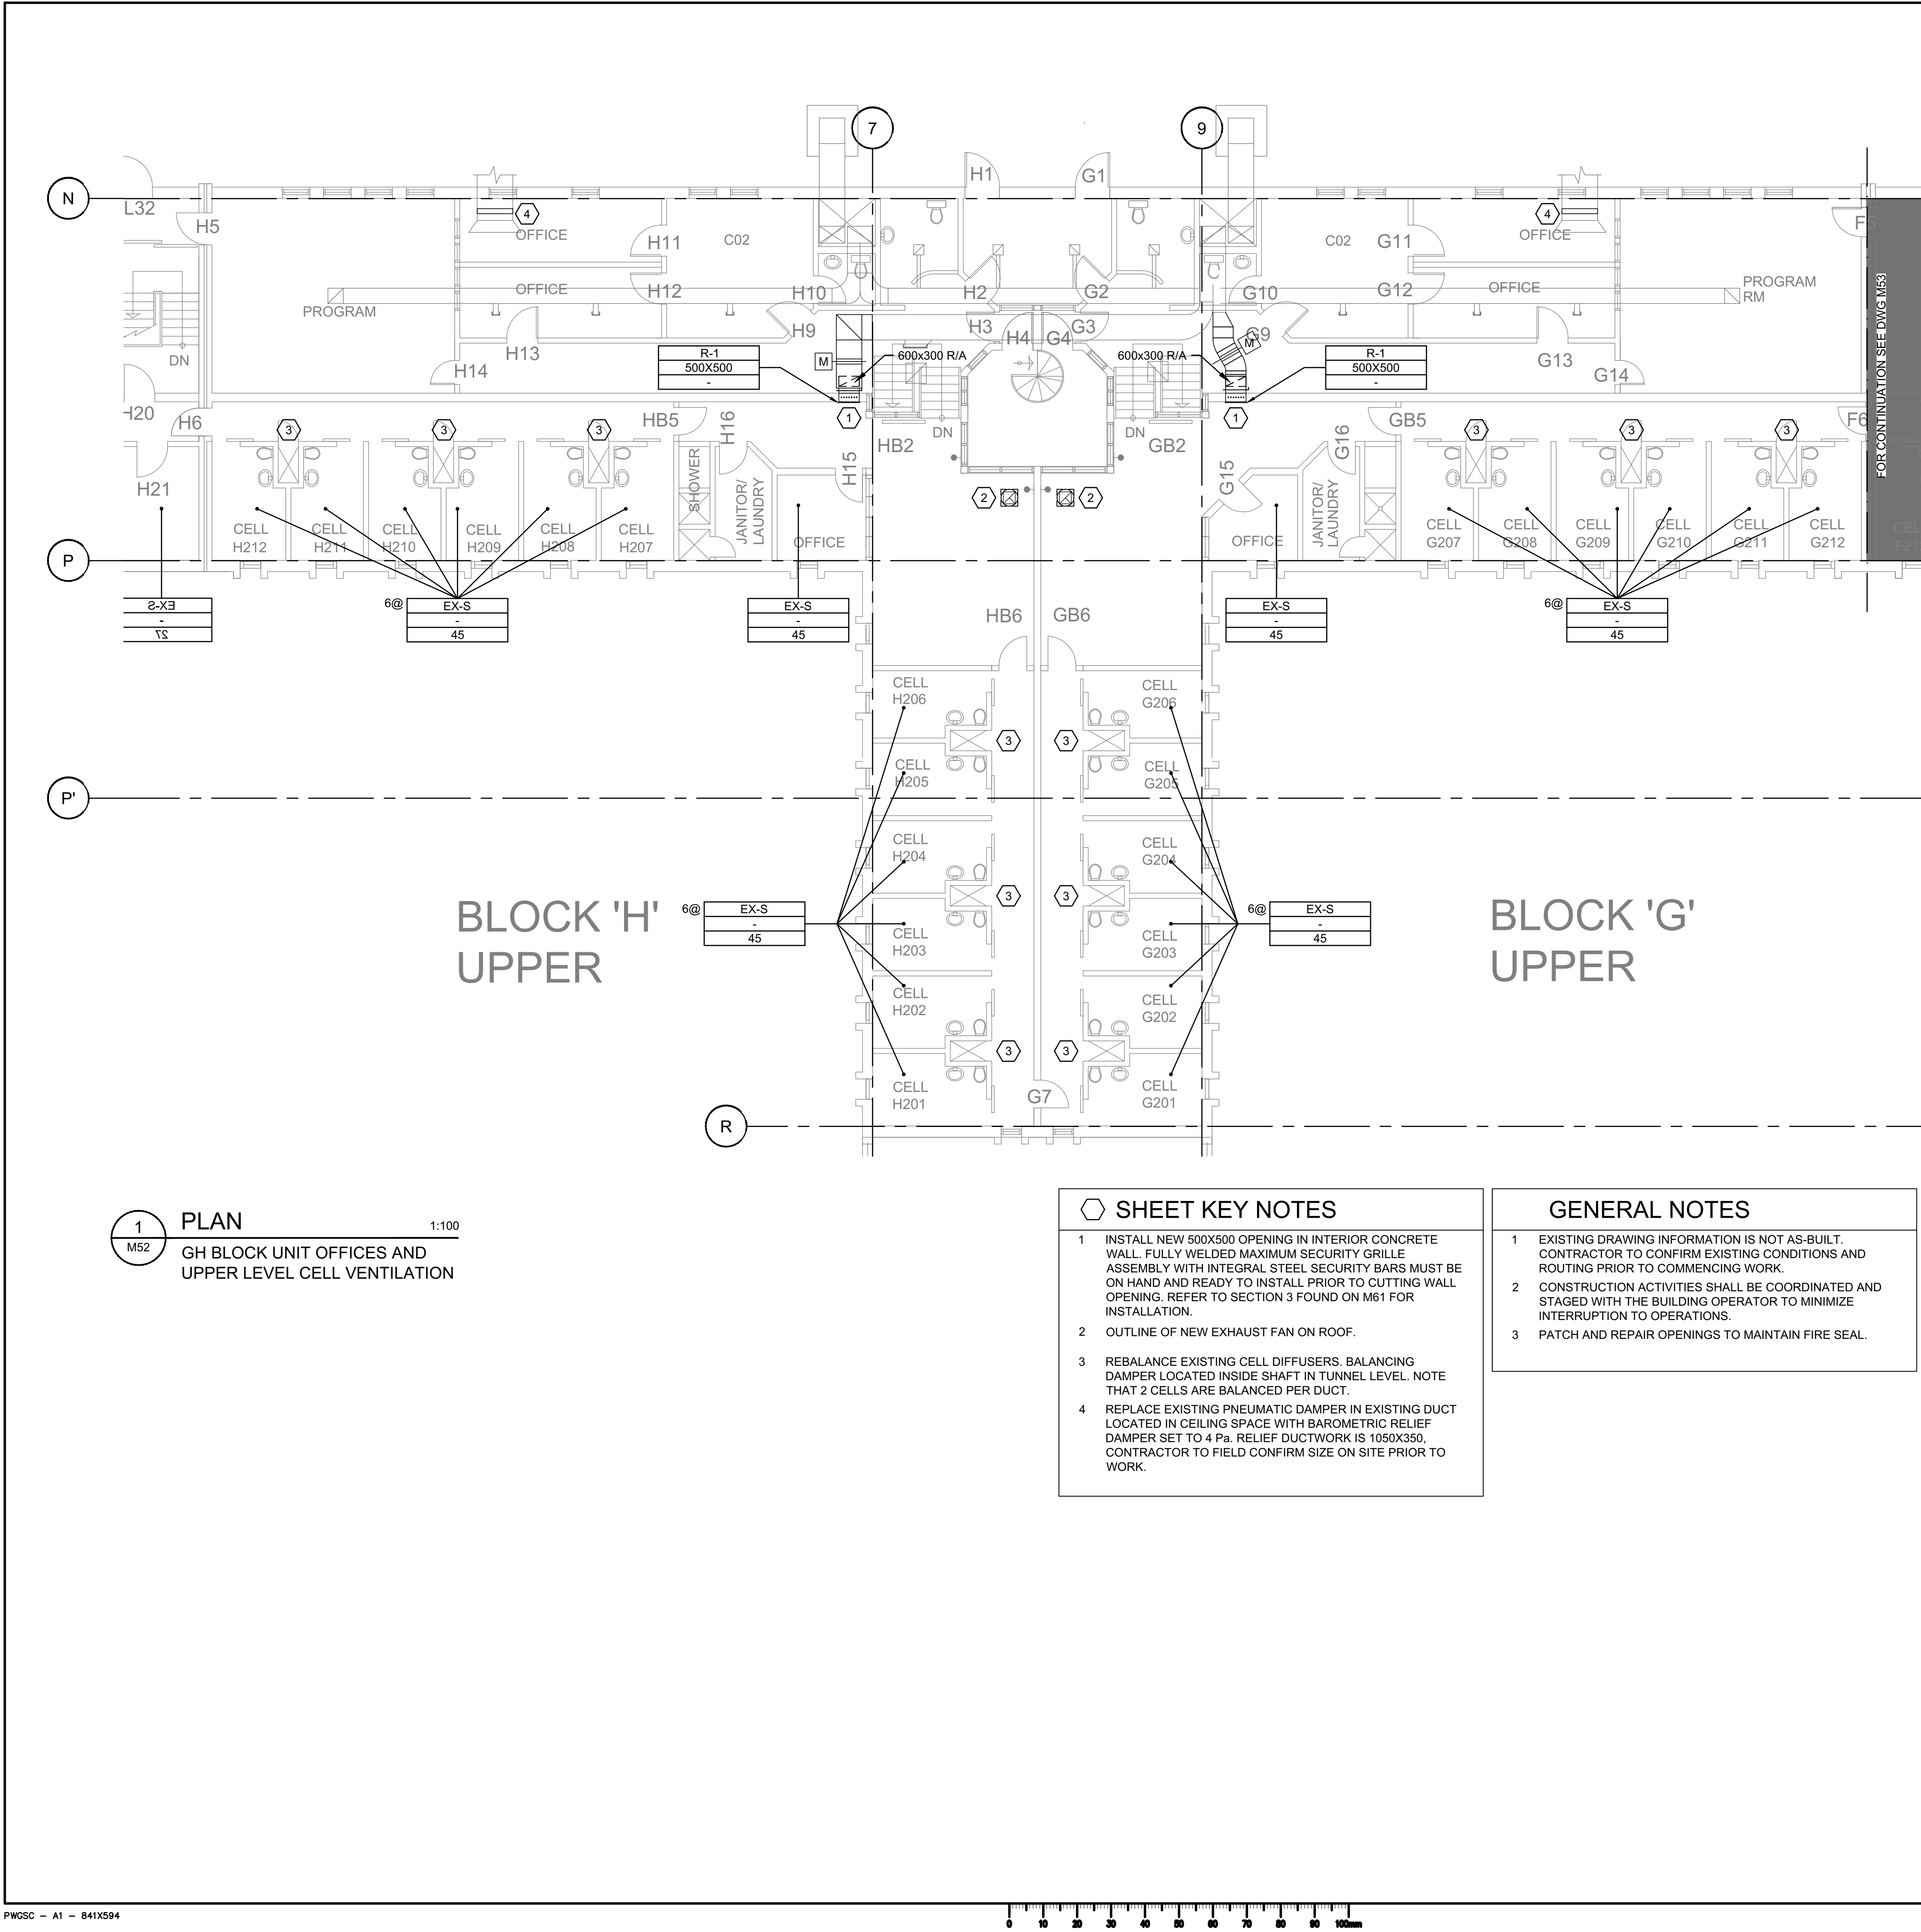 7
9
N
L32
H5
4
OFFICE
H11
C02
H1
G1
C02
G11
4
OFFICE
F5
FOR CONTINUATION SEE DWG M53!
OFFICE
H12
H10
H2
G2
G10
G12
OFFICE
PROGRAM
RM
PROGRAM
H9
H3
H4
G4
G3
G9
M
DN
H13
H14
R-1
500X500
-
M
600x300 R/A
600x300 R/A
R-1
500X500
-
G13
G14
H20
H6
HB5
H16
1
1
G16
GB5
F6
3
3
3
HB2
DN
DN
GB2
3
3
3
H21
SHOWER
JANITOR/
LAUNDRY
H15
2
2
G15
JANITOR/
LAUNDRY
CELL
H212
CELL
H211
CELL
H210
CELL
H209
CELL
H208
CELL
H207
OFFICE
OFFICE
CELL
G207
CELL
G208
CELL
G209
CELL
G210
CELL
G211
CELL
G212
P
EX-S
-
27
6@
EX-S
-
45
EX-S
-
45
HB6
GB6
EX-S
-
45
6@
EX-S
-
45
CELL
H206
CELL
G206
3
3
CELL
H205
CELL
G205
P'
CELL
H204
CELL
G204
3
3
BLOCK 'H'
UPPER
6@
EX-S
-
45
CELL
H203
CELL
G203
6@
EX-S
-
45
BLOCK 'G'
UPPER
CELL
H202
CELL
G202
3
3
CELL
H201
G7
CELL
G201
R
1
M52
PLAN
1:100
GH BLOCK UNIT OFFICES AND
UPPER LEVEL CELL VENTILATION
SHEET KEY NOTES
1 INSTALL NEW 500X500 OPENING IN INTERIOR CONCRETE
WALL. FULLY WELDED MAXIMUM SECURITY GRILLE
ASSEMBLY WITH INTEGRAL STEEL SECURITY BARS MUST BE
ON HAND AND READY TO INSTALL PRIOR TO CUTTING WALL
OPENING. REFER TO SECTION 3 FOUND ON M61 FOR
INSTALLATION.
2 OUTLINE OF NEW EXHAUST FAN ON ROOF.
3 REBALANCE EXISTING CELL DIFFUSERS. BALANCING
DAMPER LOCATED INSIDE SHAFT IN TUNNEL LEVEL. NOTE
THAT 2 CELLS ARE BALANCED PER DUCT.
4 REPLACE EXISTING PNEUMATIC DAMPER IN EXISTING DUCT
LOCATED IN CEILING SPACE WITH BAROMETRIC RELIEF
DAMPER SET TO 4 Pa. RELIEF DUCTWORK IS 1050X350,
CONTRACTOR TO FIELD CONFIRM SIZE ON SITE PRIOR TO
WORK.
GENERAL NOTES
1 EXISTING DRAWING INFORMATION IS NOT AS-BUILT.
CONTRACTOR TO CONFIRM EXISTING CONDITIONS AND
ROUTING PRIOR TO COMMENCING WORK.
2 CONSTRUCTION ACTIVITIES SHALL BE COORDINATED AND
STAGED WITH THE BUILDING OPERATOR TO MINIMIZE
INTERRUPTION TO OPERATIONS.
3 PATCH AND REPAIR OPENINGS TO MAINTAIN FIRE SEAL.
PWGSC - A1 - 841X594
0 10 20 30 40 50 60 70 80 90 100mm